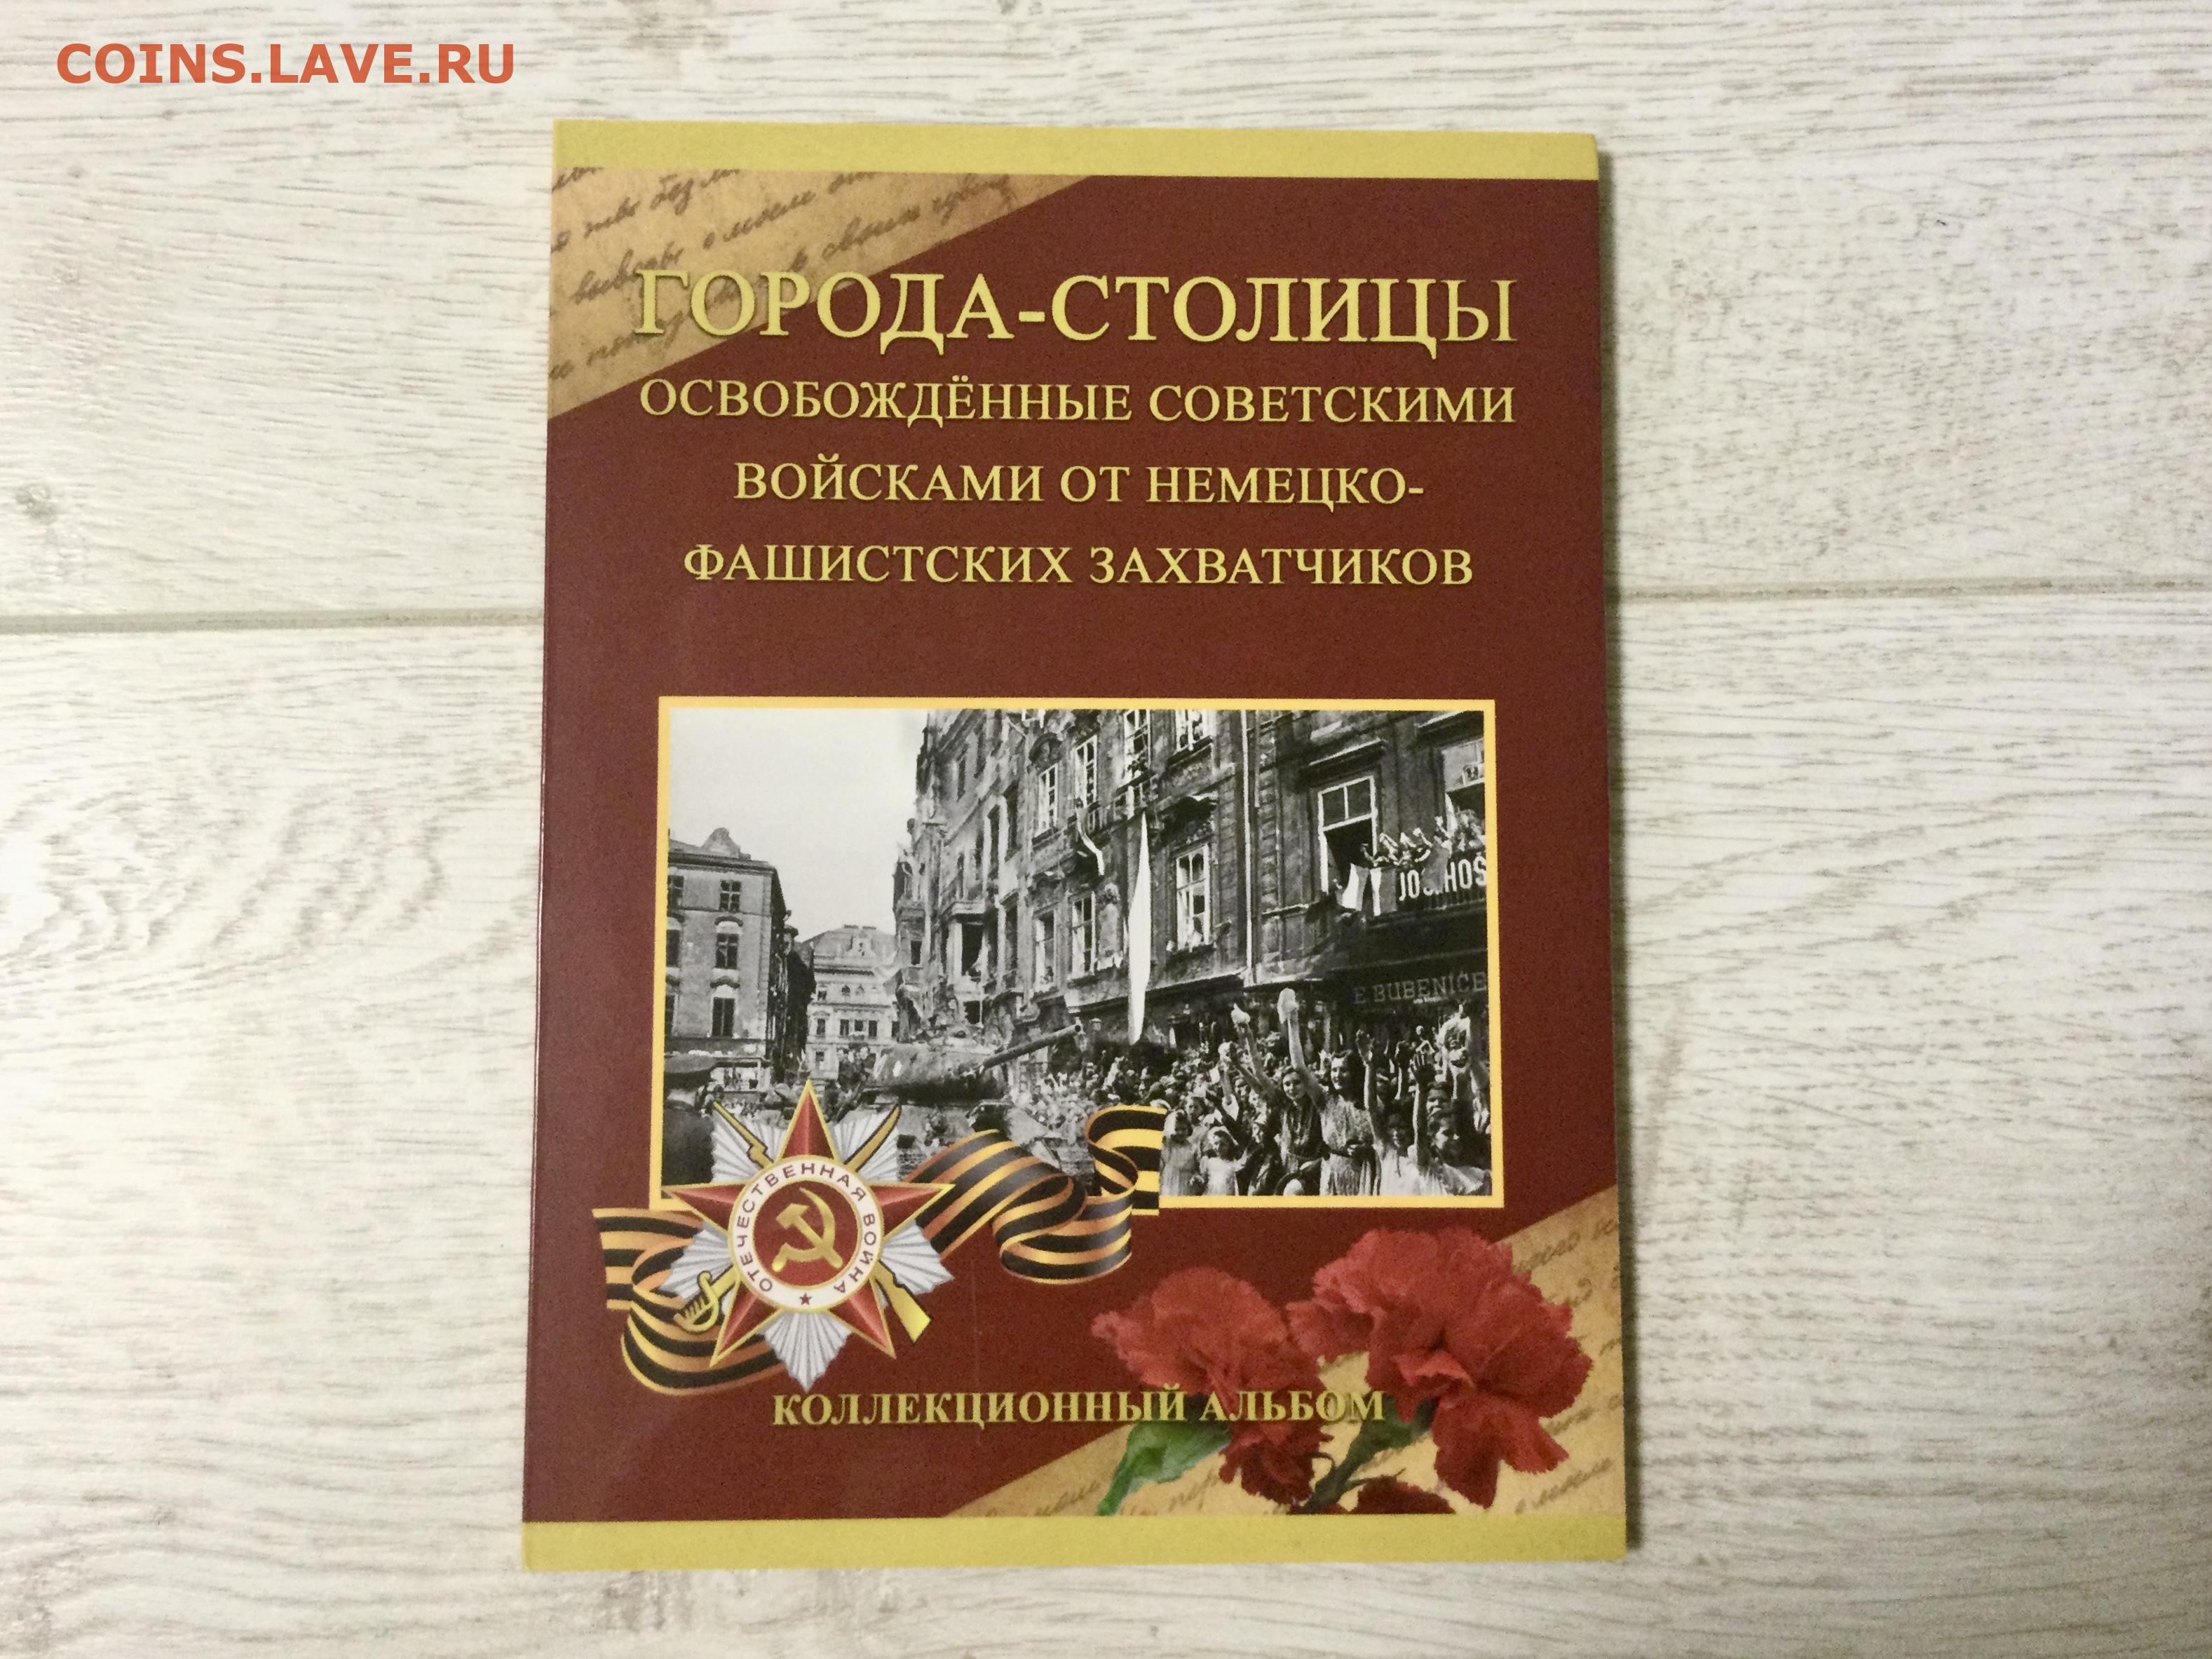 COINS.LAVE.RU
ГОРОДА-СТОЛИЦЫ
ОСВОБОЖДЁННЫЕ СОВЕТСКИМИ
ВОЙСКАМИ ОТ НЕМЕЦКО-
ФАШИСТСКИХ ЗАХВАТЧИКОВ
E BUBENIČE
ОТЕЧЕСТВЕННАЯ ВОЙНА
КОЛЛЕКЦИОННЫЙ АЛЬБОМ